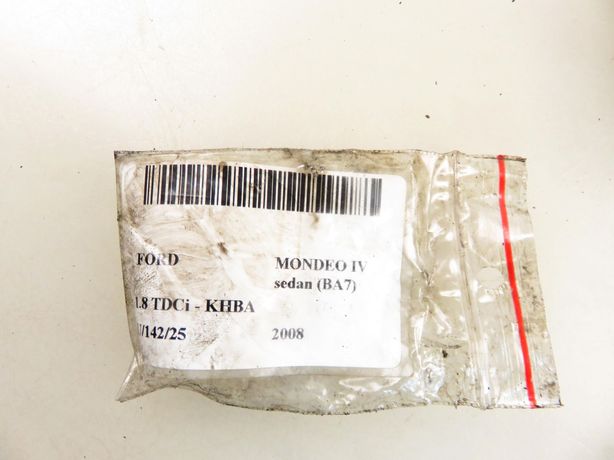 FORD MONDEO IV
sedan (BA7)
1.8 TDCi - KHBA
/142/25 2008